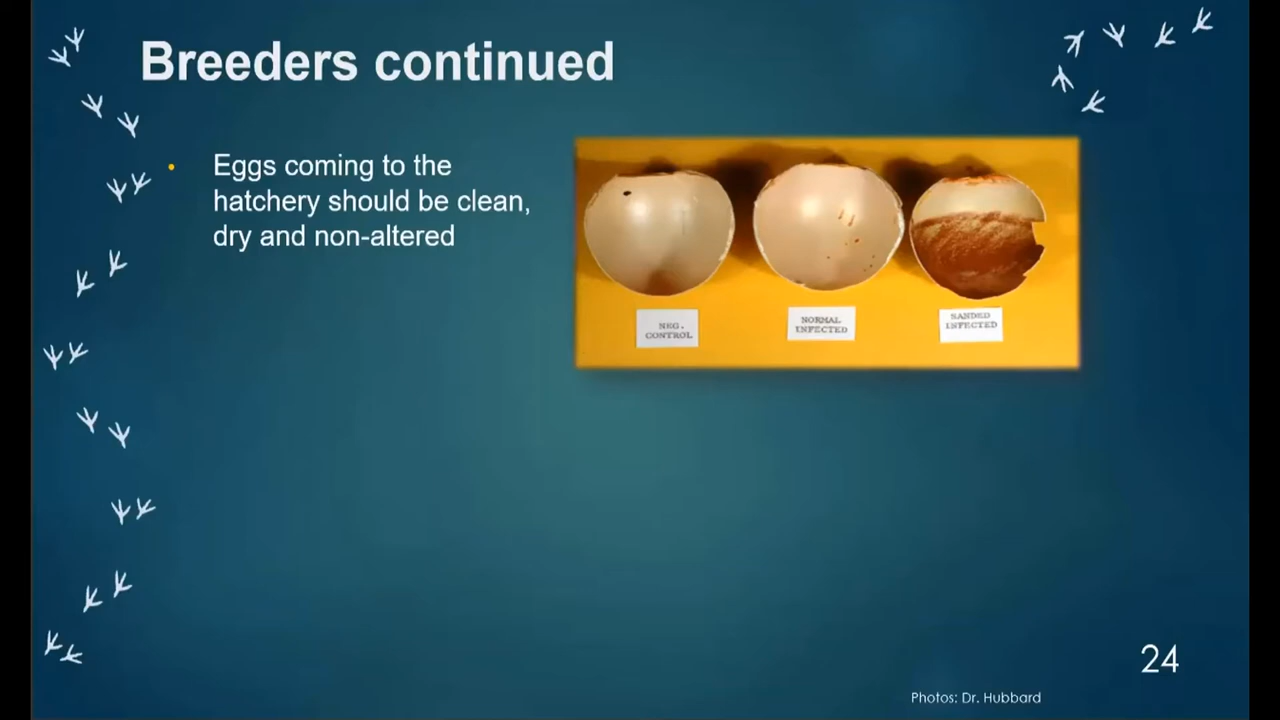 Breeders continued
• Eggs coming to the
hatchery should be clean,
dry and non-altered
NEG.
CONTROL
NORMAL
INFECTED
SANDED
INFECTED
24
Photos: Dr. Hubbard